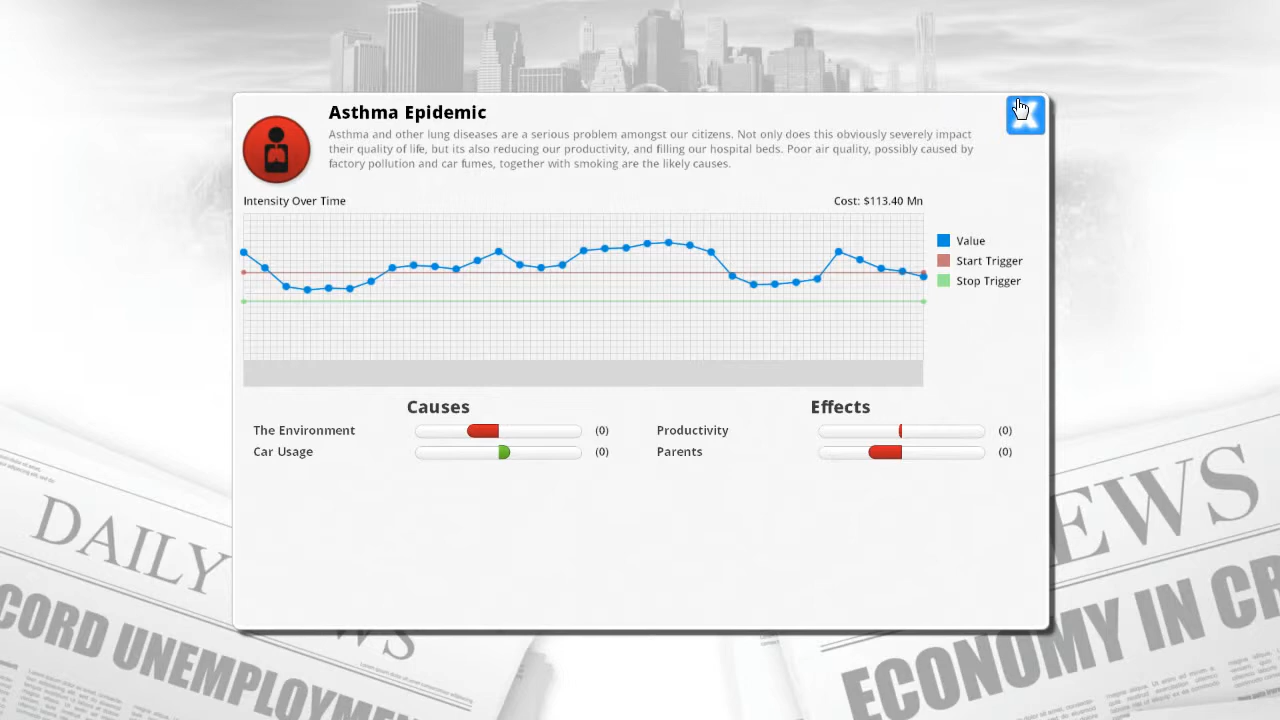 Asthma Epidemic
Asthma and other lung diseases are a serious problem amongst our citizens. Not only does this obviously severely impact
their quality of life, but its also reducing our productivity, and filling our hospital beds. Poor air quality, possibly caused by
factory pollution and car fumes, together with smoking are the likely causes.
Intensity Over Time
Cost: $113.40 Mn
Value
Start Trigger
Stop Trigger
Causes
Effects
The Environment (0)
Productivity (0)
Car Usage (0)
Parents (0)
DAILY
EWS
CORD UNEMPLOYME
WS
ECONOMY IN CR